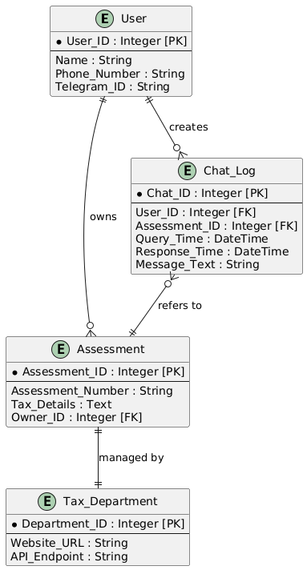 E User
* User_ID : Integer [PK]
Name : String
Phone_Number : String
Telegram_ID : String
creates
owns
E Chat_Log
* Chat_ID : Integer [PK]
User_ID : Integer [FK]
Assessment_ID : Integer [FK]
Query_Time : DateTime
Response_Time : DateTime
Message_Text : String
refers to
E Assessment
* Assessment_ID : Integer [PK]
Assessment_Number : String
Tax_Details : Text
Owner_ID : Integer [FK]
managed by
E Tax_Department
* Department_ID : Integer [PK]
Website_URL : String
API_Endpoint : String